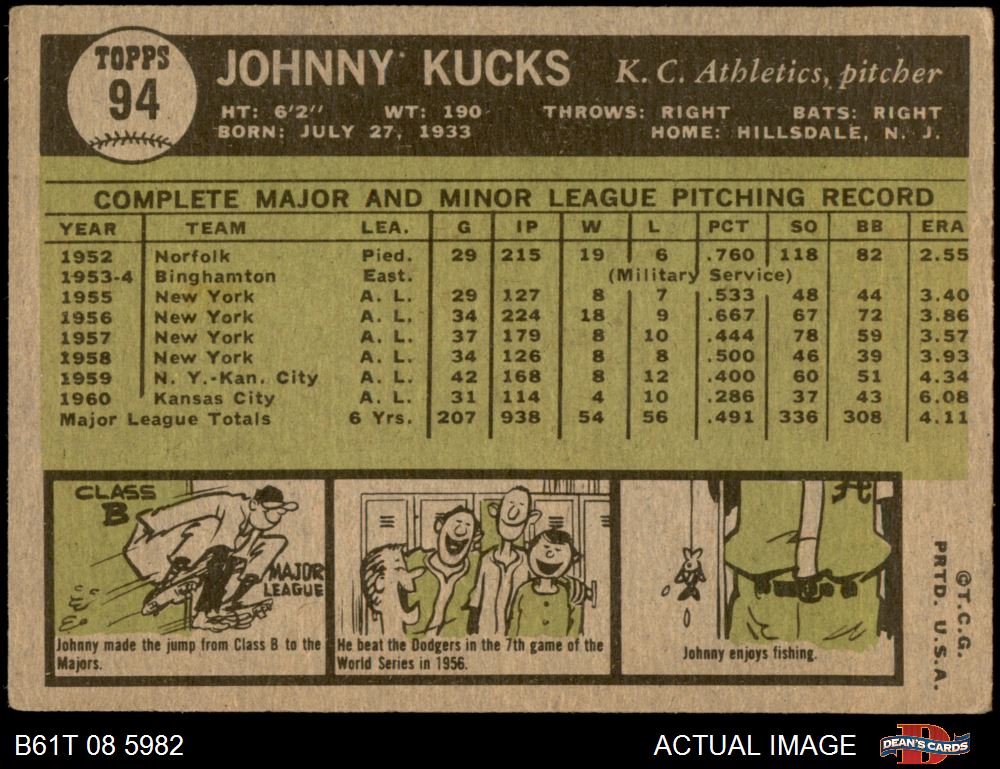 TOPPS
94
JOHNNY KUCKS K. C. Athletics, pitcher
HT: 6'2" WT: 190 THROWS: RIGHT BATS: RIGHT
BORN: JULY 27, 1933 HOME: HILLSDALE, N. J.
COMPLETE MAJOR AND MINOR LEAGUE PITCHING RECORD
YEAR TEAM LEA. G IP W L PCT SO BB ERA
1952 Norfolk Pied. 29 215 19 6 .760 118 82 2.55
1953-4 Binghamton East. (Military Service)
1955 New York A. L. 29 127 8 7 .533 48 44 3.40
1956 New York A. L. 34 224 18 9 .667 67 72 3.86
1957 New York A. L. 37 179 8 10 .444 78 59 3.57
1958 New York A. L. 34 126 8 8 .500 46 39 3.93
1959 N. Y.-Kan. City A. L. 42 168 8 12 .400 60 51 4.34
1960 Kansas City A. L. 31 114 4 10 .286 37 43 6.08
Major League Totals 6 Yrs. 207 938 54 56 .491 336 308 4.11
CLASS
B
MAJOR
LEAGUE
Johnny made the jump from Class B to the
Majors.
He beat the Dodgers in the 7th game of the
World Series in 1956.
A
Johnny enjoys fishing.
©T.C.G.
PRTD. U.S.A.
B61T 08 5982 ACTUAL IMAGE
D
DEAN'S CARDS